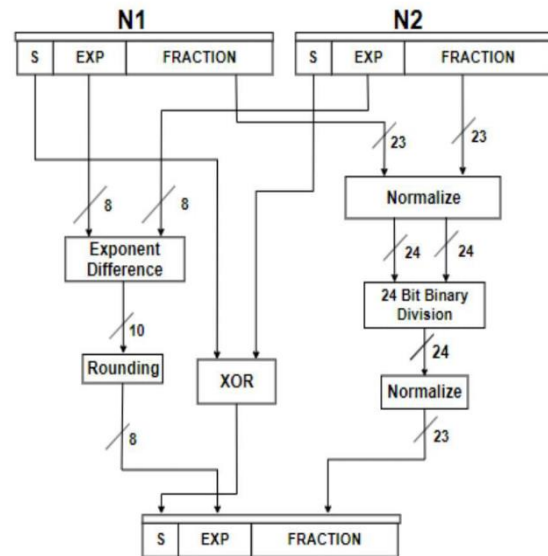 N1 N2
S EXP FRACTION S EXP FRACTION
23 23
8 8 Normalize
Exponent Difference 24 24
24 Bit Binary Division
10
Rounding XOR 24
Normalize
8 23
S EXP FRACTION